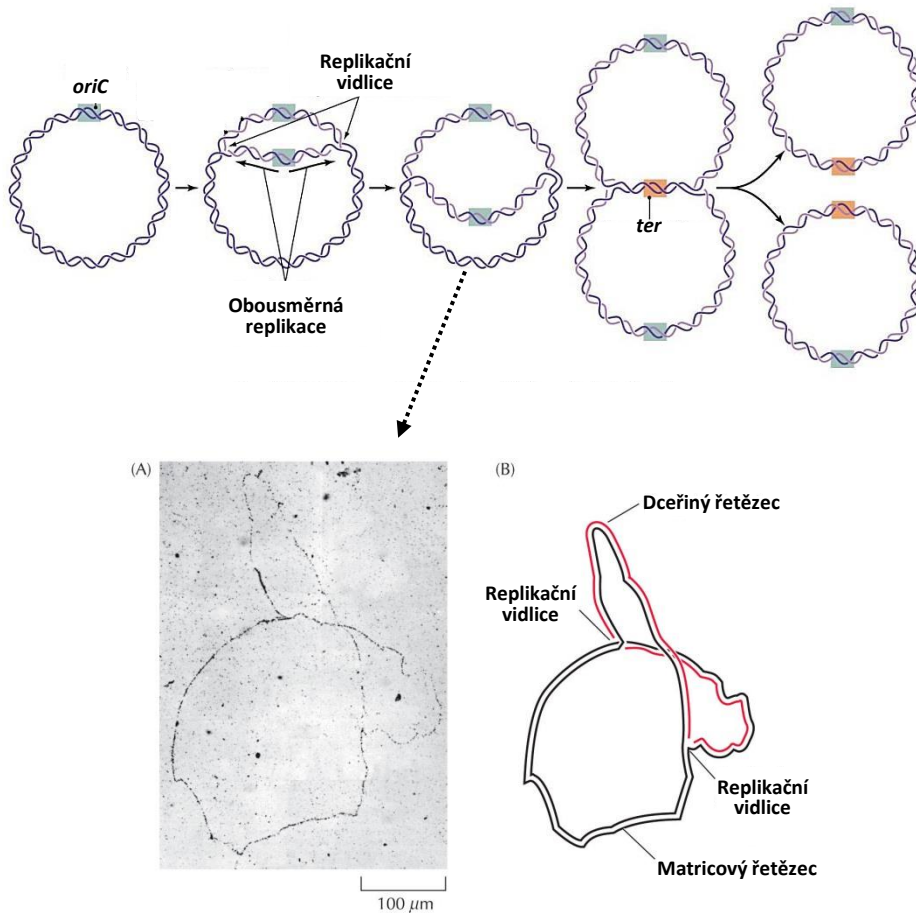 oriC
Replikační
vidlice
Obousměrná
replikace
ter
(A)
100 μm
(B)
Dceřiný řetězec
Replikační
vidlice
Replikační
vidlice
Matricový řetězec